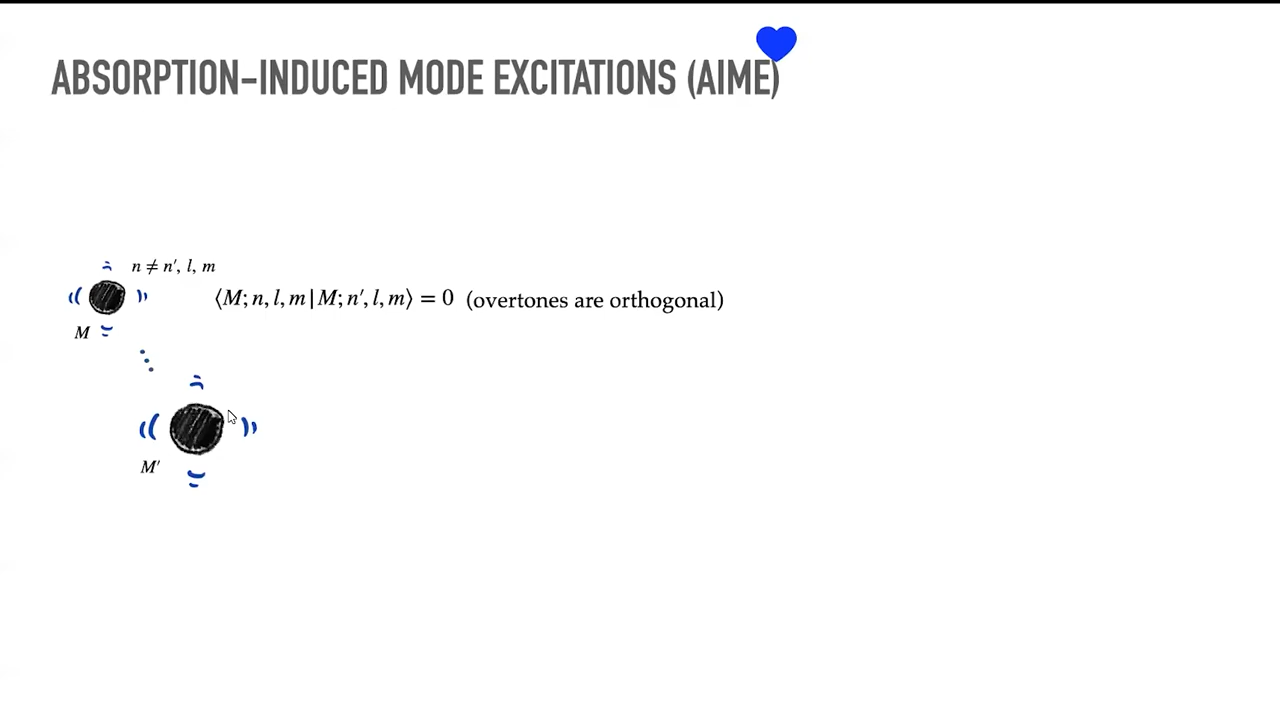 ABSORPTION-INDUCED MODE EXCITATIONS (AIME)
n ≠ n′, l, m
⟨M; n, l, m | M; n′, l, m⟩ = 0 (overtones are orthogonal)
M
M′